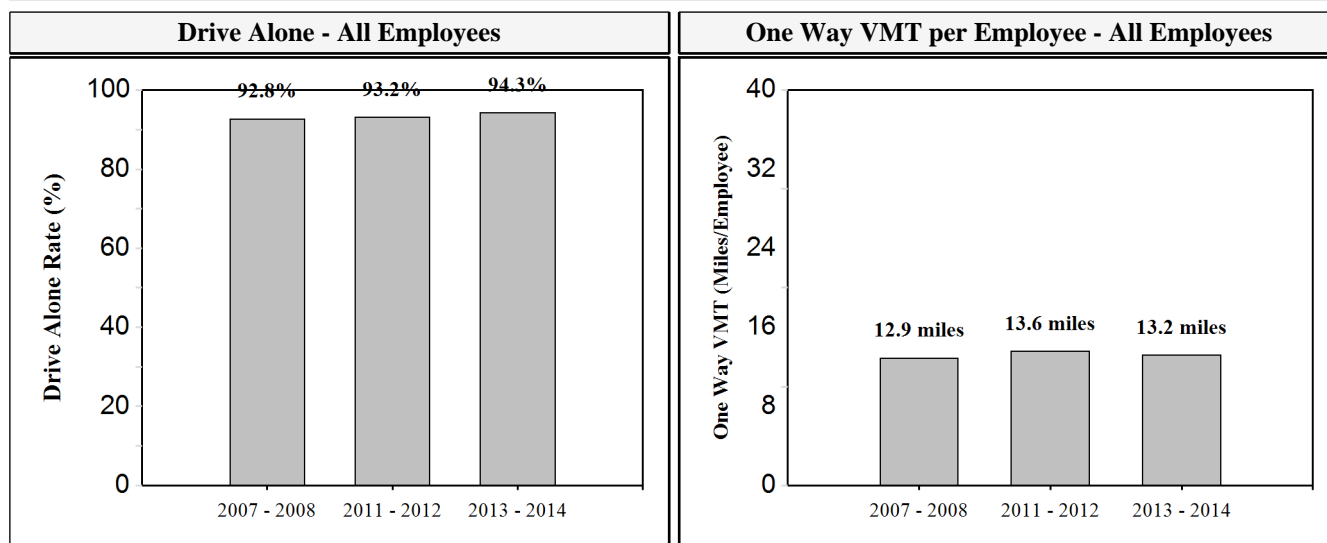 Drive Alone - All Employees
100
80
60
40
20
0
Drive Alone Rate (%)
92.8%
93.2%
94.3%
2007 - 2008
2011 - 2012
2013 - 2014
One Way VMT per Employee - All Employees
40
32
24
16
8
0
One Way VMT (Miles/Employee)
12.9 miles
13.6 miles
13.2 miles
2007 - 2008
2011 - 2012
2013 - 2014